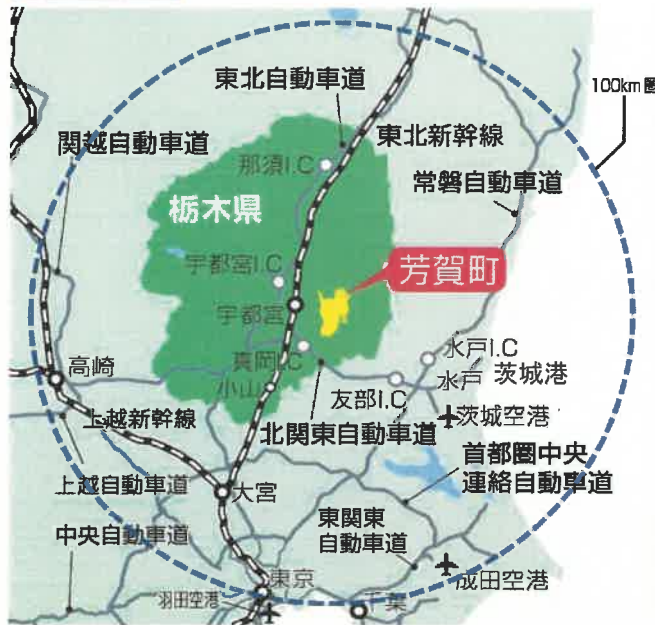 東北自動車道
100km圏
関越自動車道
東北新幹線
那須I.C
常磐自動車道
栃木県
宇都宮I.C
芳賀町
宇都宮
真岡I.C
水戸I.C
高崎
小山
水戸
茨城港
友部I.C
上越新幹線
北関東自動車道
茨城空港
首都圏中央
連絡自動車道
上越自動車道
大宮
東関東
自動車道
中央自動車道
成田空港
東京
羽田空港
千葉